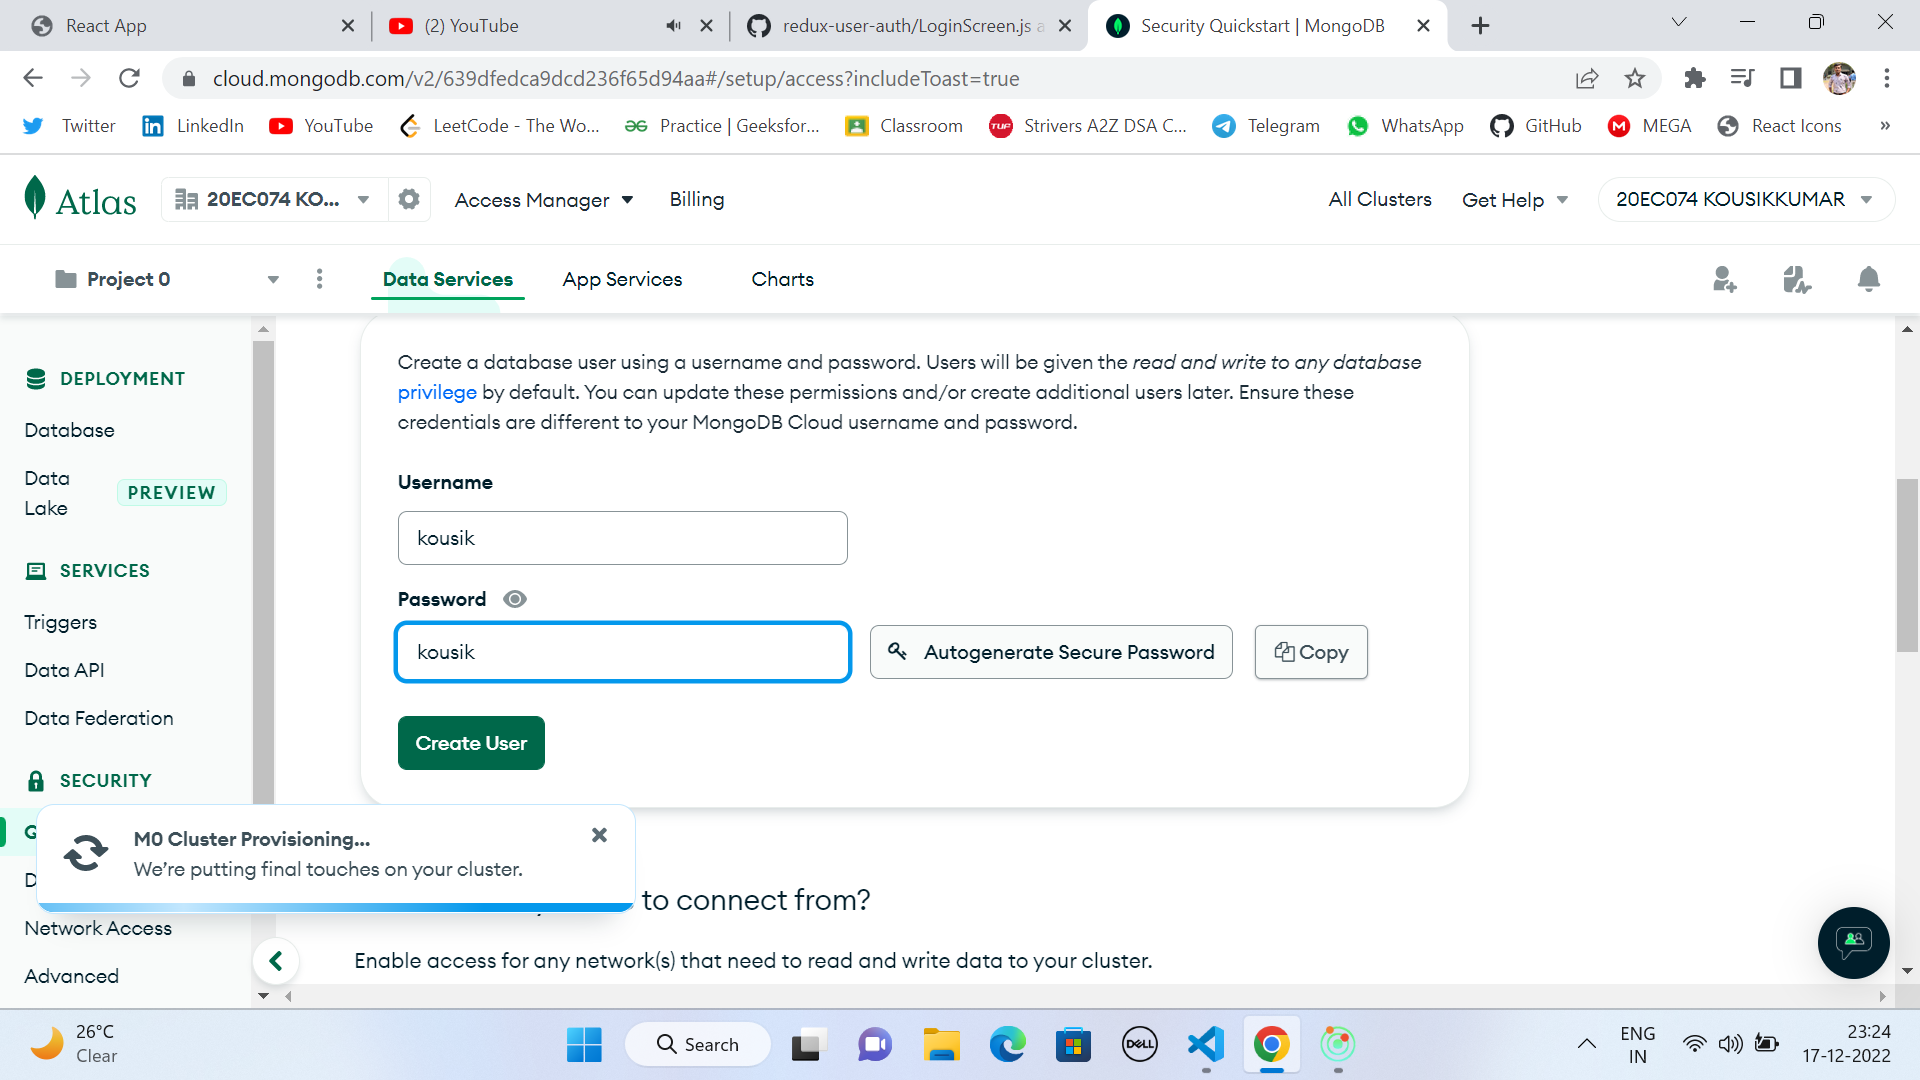 React App
(2) YouTube
redux-user-auth/LoginScreen.js a
Security Quickstart | MongoDB
cloud.mongodb.com/v2/639dfedca9dcd236f65d94aa#/setup/access?includeToast=true
Twitter
LinkedIn
YouTube
LeetCode - The Wo...
Practice | Geeksfor...
Classroom
TUF
Strivers A2Z DSA C...
Telegram
WhatsApp
GitHub
MEGA
React Icons
»
Atlas
20EC074 KO...
Access Manager
Billing
All Clusters
Get Help
20EC074 KOUSIKKUMAR
Project 0
Data Services
App Services
Charts
DEPLOYMENT
Database
Data Lake
PREVIEW
SERVICES
Triggers
Data API
Data Federation
SECURITY
Network Access
Advanced
Create a database user using a username and password. Users will be given the read and write to any database
privilege by default. You can update these permissions and/or create additional users later. Ensure these
credentials are different to your MongoDB Cloud username and password.
Username
kousik
Password
kousik
Autogenerate Secure Password
Copy
Create User
M0 Cluster Provisioning...
We're putting final touches on your cluster.
to connect from?
Enable access for any network(s) that need to read and write data to your cluster.
26°C
Clear
Search
DELL
ENG
IN
23:24
17-12-2022